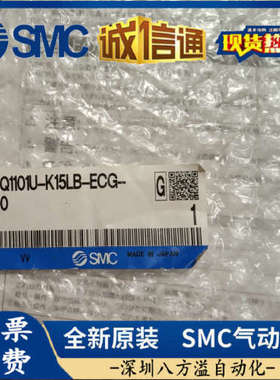 SMC
诚信通
现货
Q1101U-K15LB-ECG--
0
G
1
VY
SMC
MADE IN JAPAN
票
费
全新原装 SMC气动
~深圳八方溢自动化~